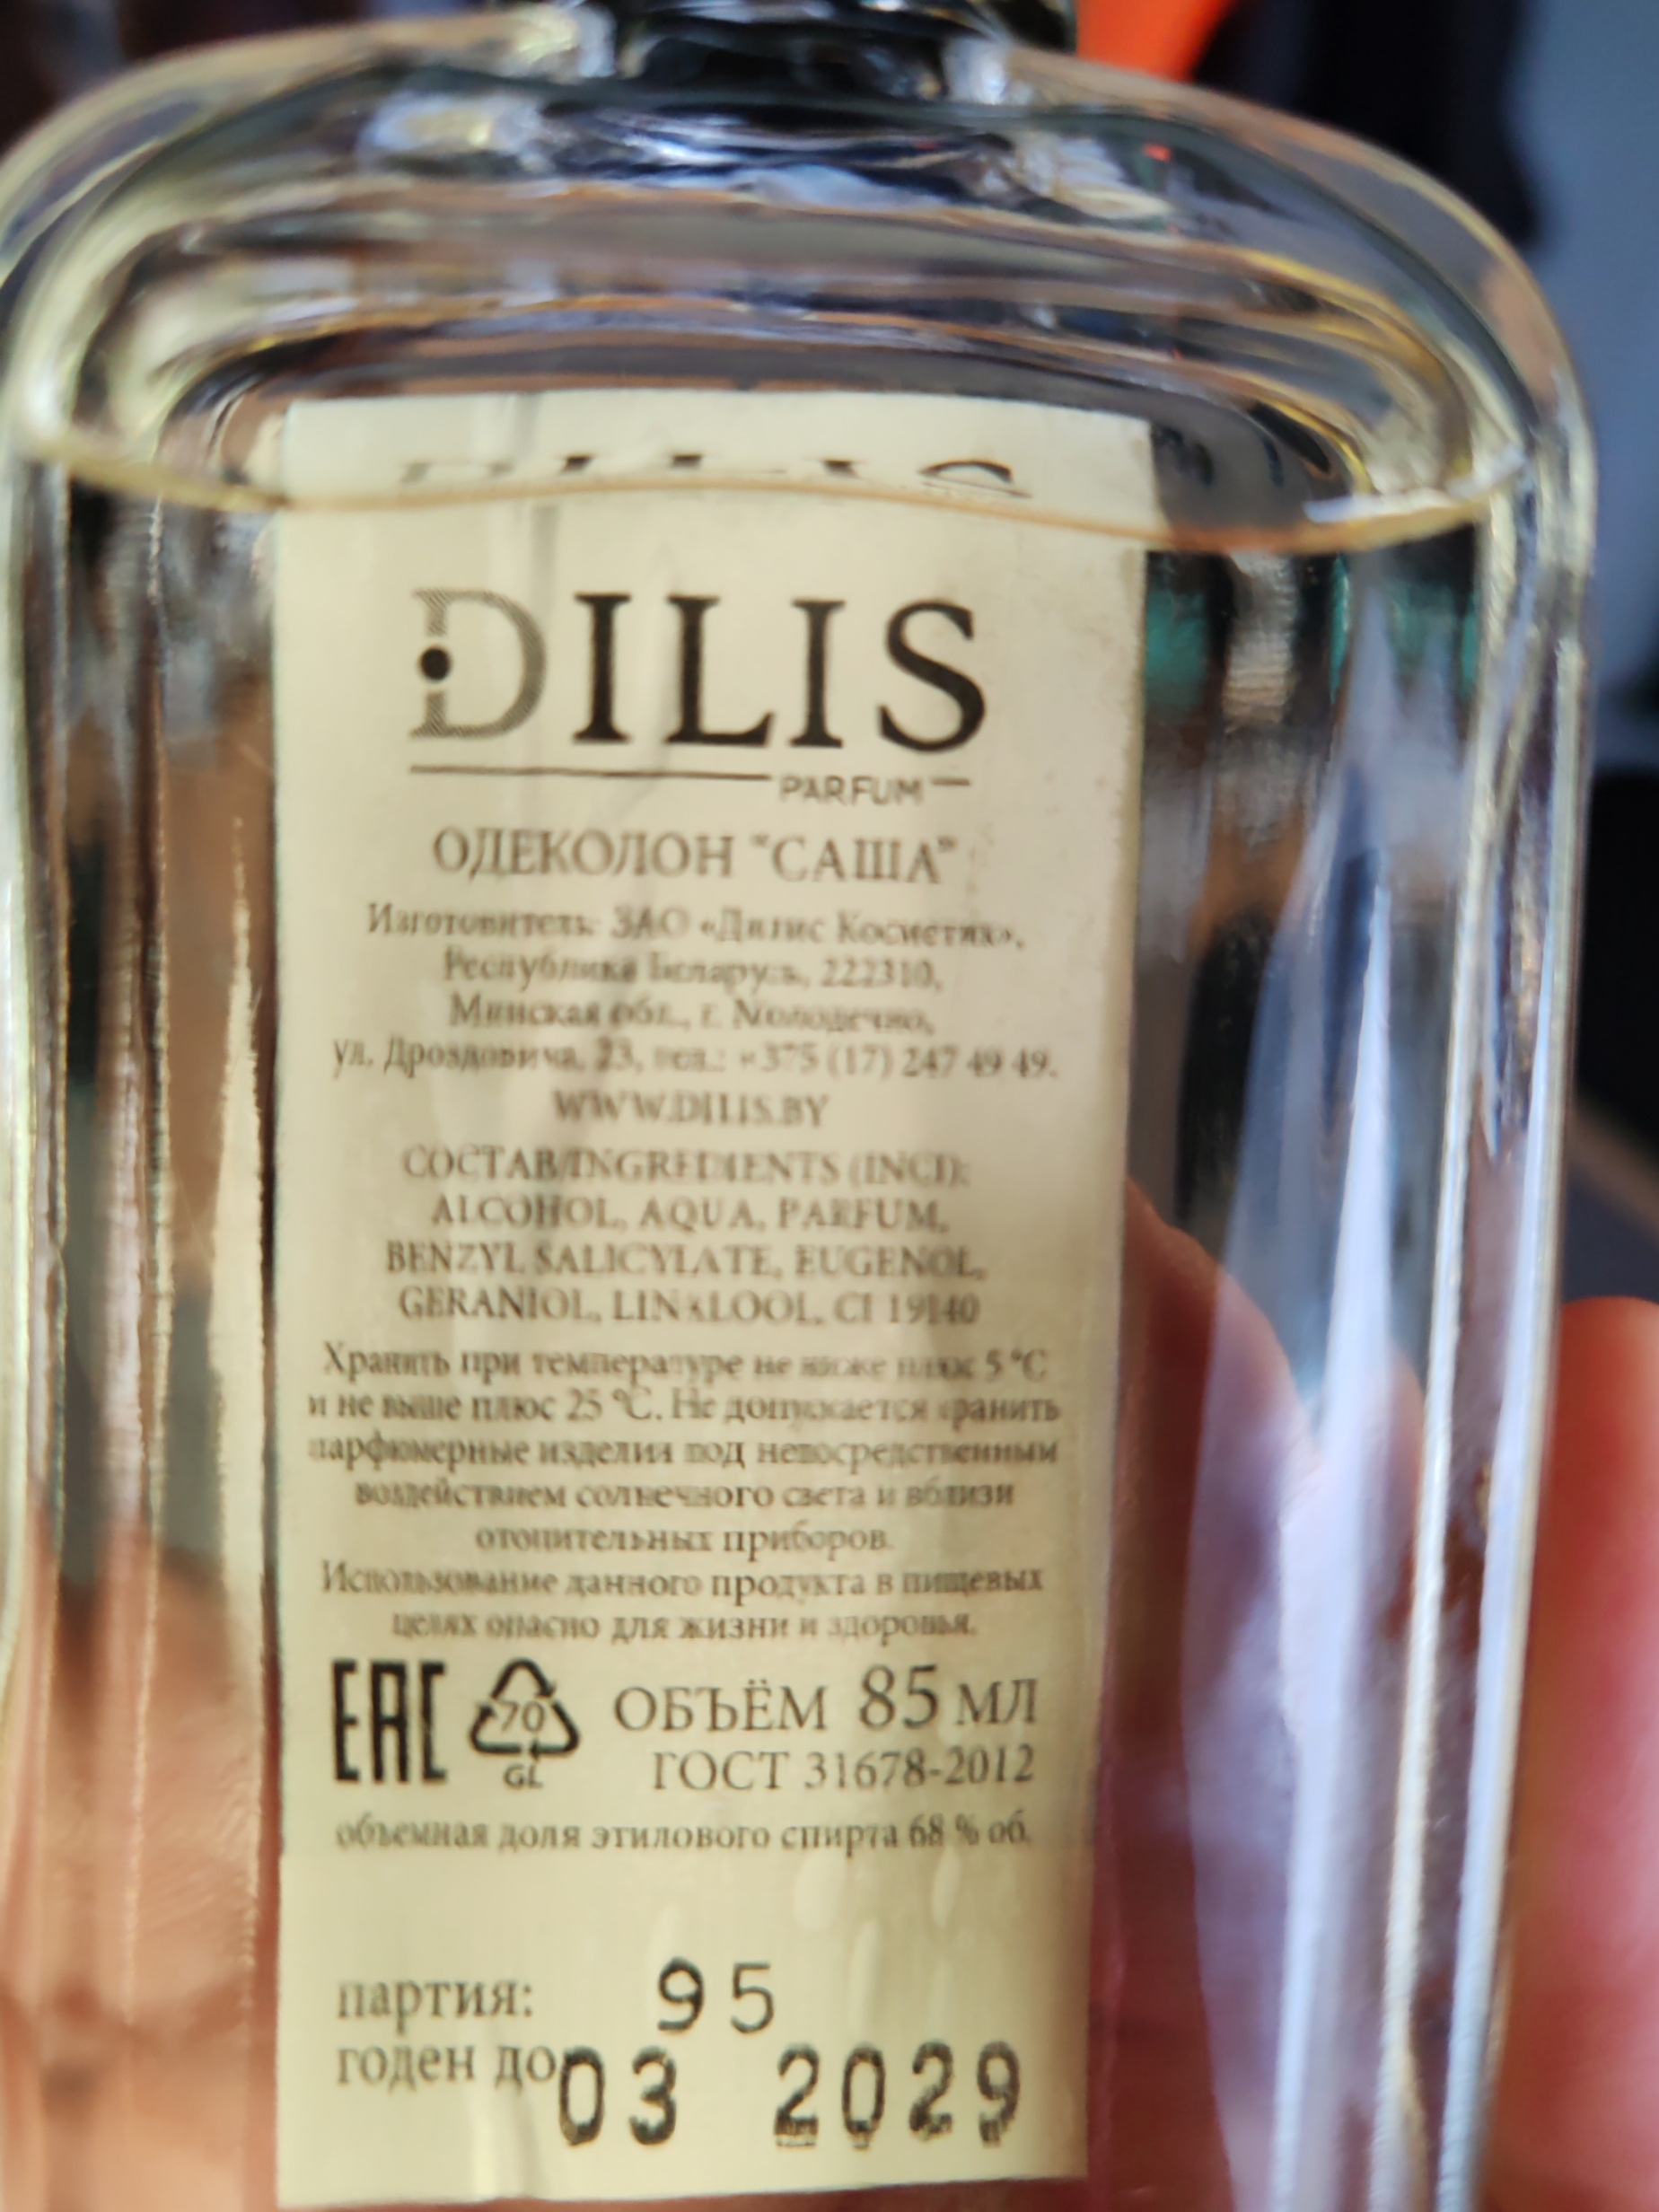 DILIS
PARFUM
ОДЕКОЛОН "САША"
Изготовитель: ЗАО «Дилис Косметик»,
Республика Беларусь, 222310,
Минская обл., г. Молодечно,
ул. Дроздовича, 23, тел.: +375 (17) 247 49 49.
WWW.DILIS.BY
СОСТАВ/INGREDIENTS (INCI):
ALCOHOL, AQUA, PARFUM,
BENZYL SALICYLATE, EUGENOL,
GERANIOL, LINALOOL, CI 19140
Хранить при температуре не ниже плюс 5 °C
и не выше плюс 25 °C. Не допускается хранить
парфюмерные изделия под непосредственным
воздействием солнечного света и вблизи
отопительных приборов.
Использование данного продукта в пищевых
целях опасно для жизни и здоровья.
EAC 70 GL ОБЪЁМ 85 МЛ
ГОСТ 31678-2012
объемная доля этилового спирта 68 % об.
партия: 95
годен до 03 2029